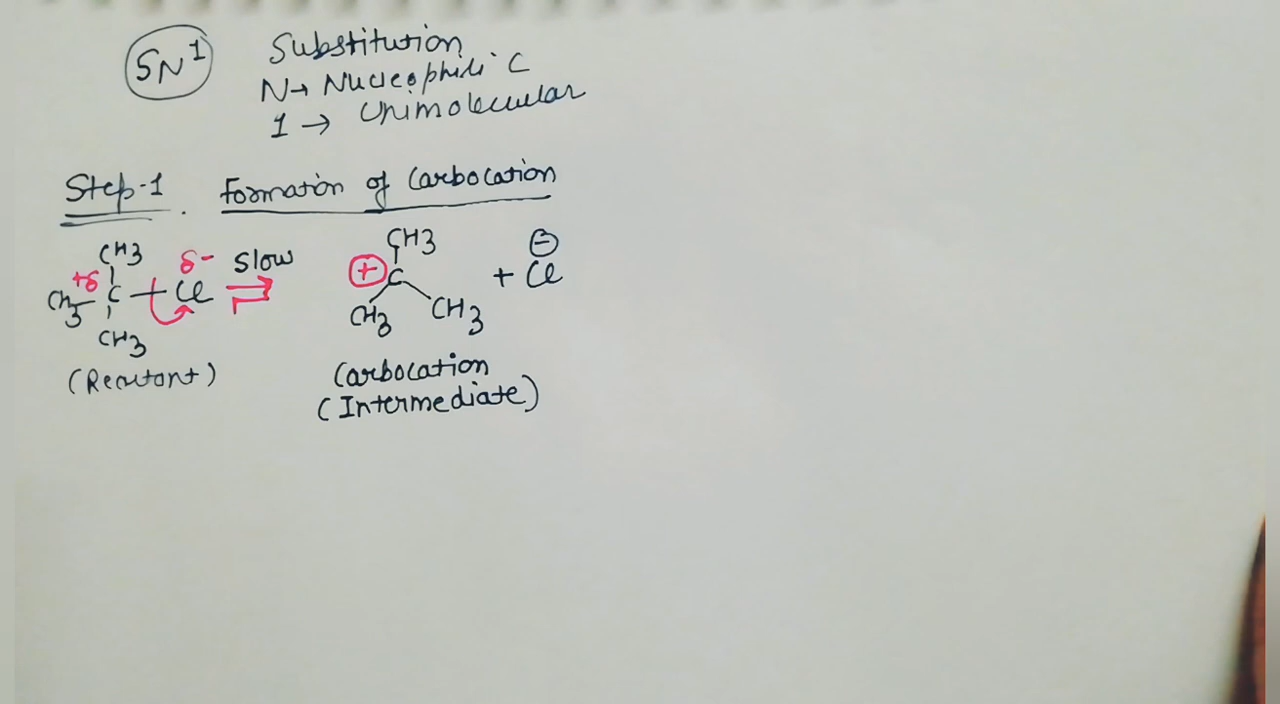 SN1 Substitution
N→ Nucleophilic
1 → Unimolecular
Step-1. Formation of Carbocation
CH3 δ- slow CH3 ⊖
+δ ⊕ C + Cl
CH3 - C - Cl
CH3 CH3 CH3
(Reactant) Carbocation
(Intermediate)